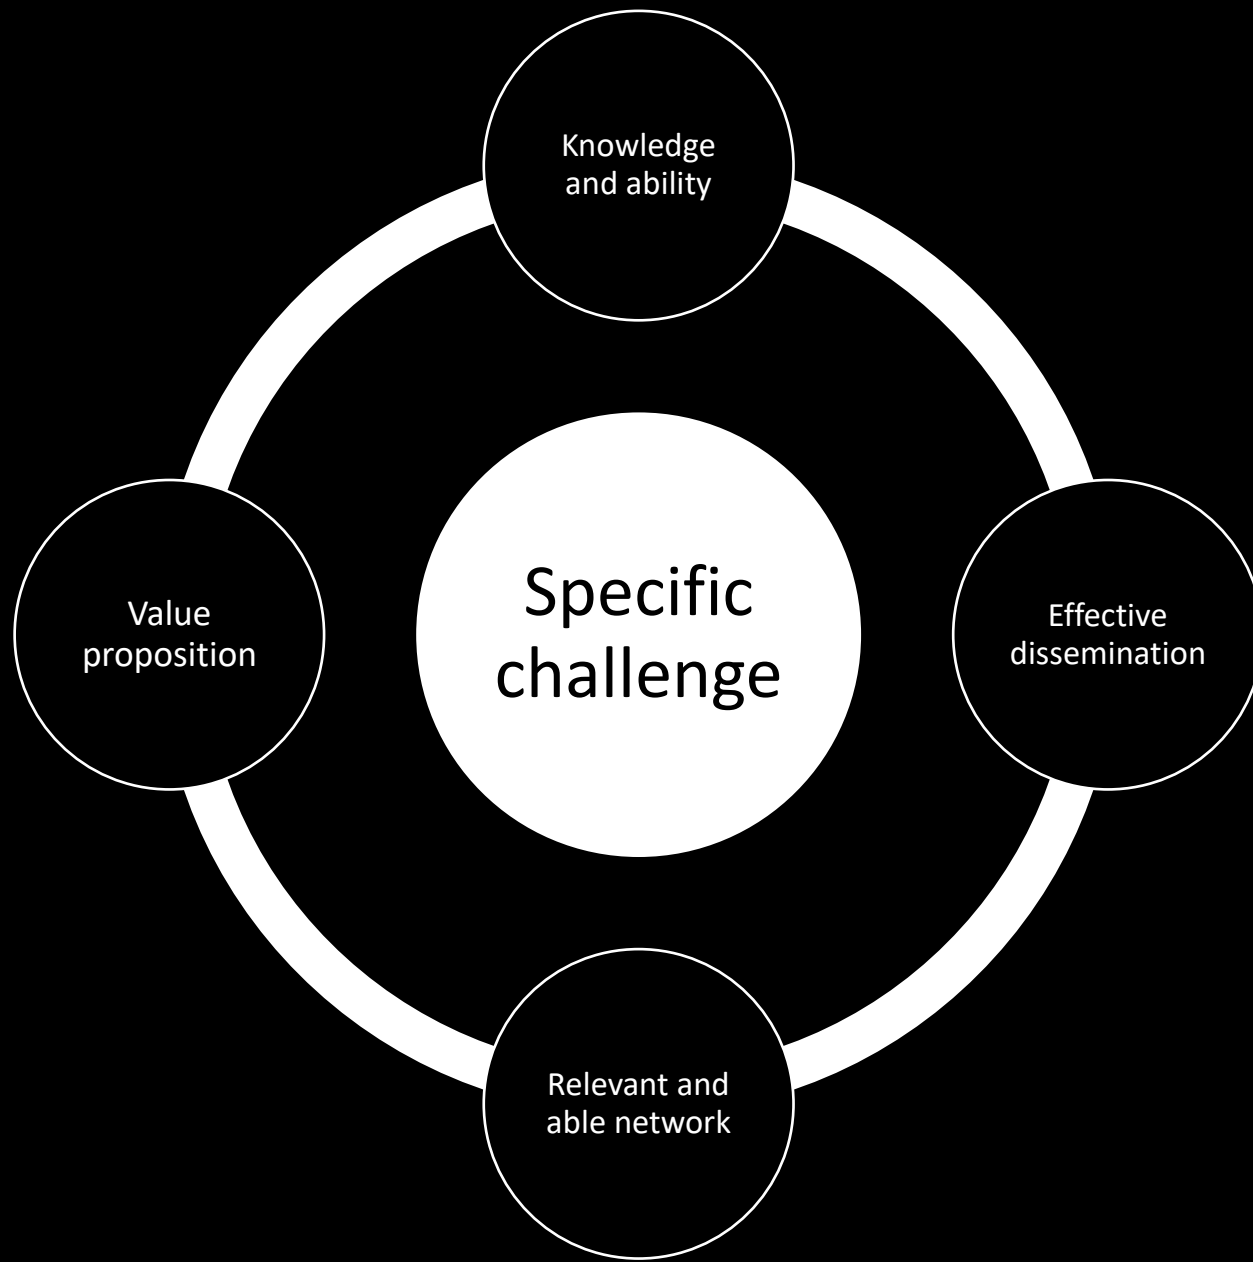 Knowledge
and ability
Value
proposition
Specific
challenge
Effective
dissemination
Relevant and
able network